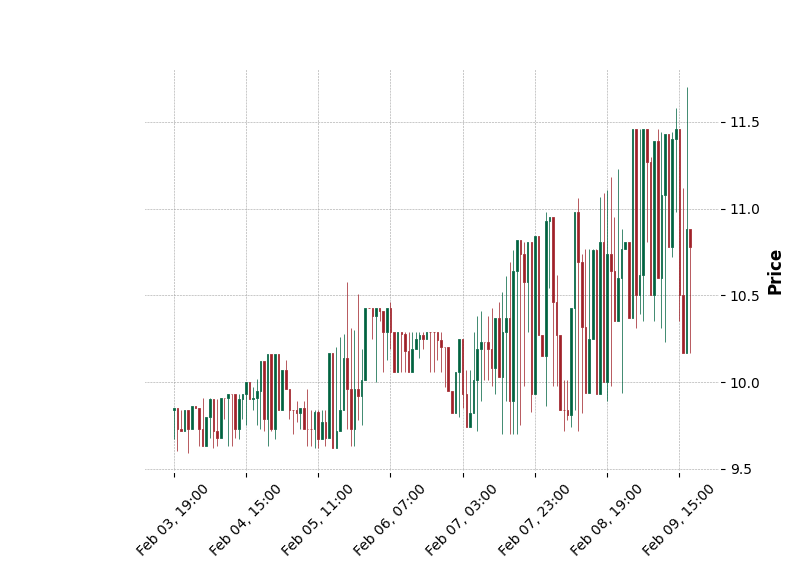 11.5
11.0
10.5
10.0
9.5
Price
Feb 03, 19:00
Feb 04, 15:00
Feb 05, 11:00
Feb 06, 07:00
Feb 07, 03:00
Feb 07, 23:00
Feb 08, 19:00
Feb 09, 15:00